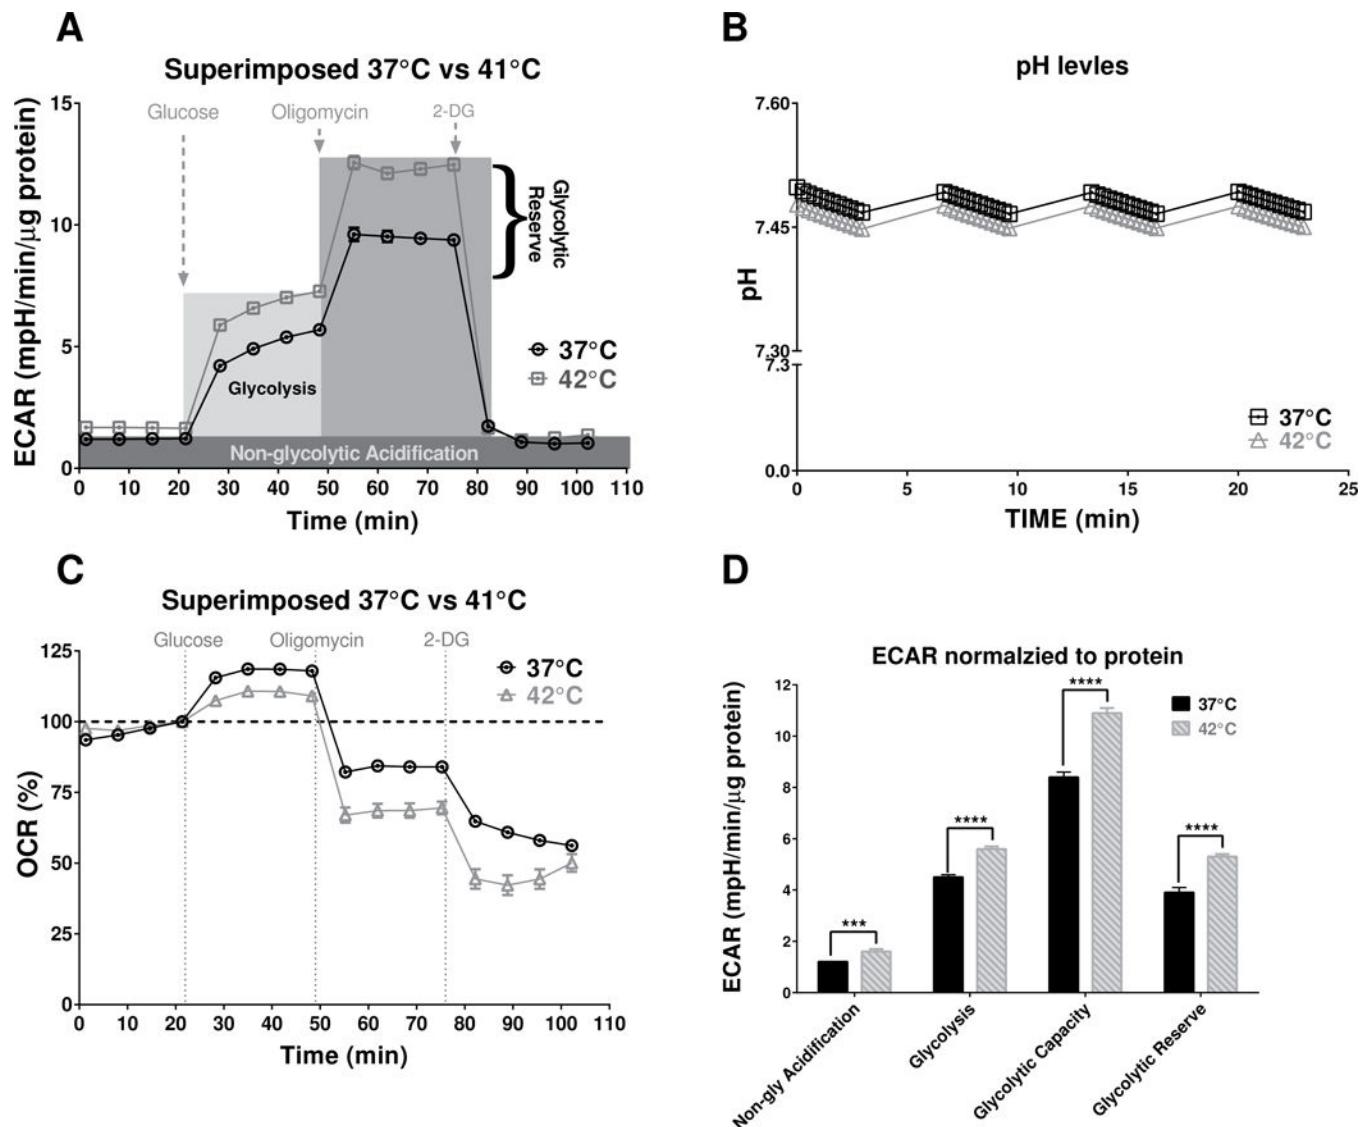 A
Superimposed 37°C vs 41°C
ECAR (mpH/min/µg protein)
15
10
5
0
Glucose
Oligomycin
2-DG
Glycolytic
Reserve
37°C
42°C
Glycolysis
Non-glycolytic Acidification
0 10 20 30 40 50 60 70 80 90 100 110
Time (min)
B
pH levles
pH
7.60
7.45
7.30
7.3
0.0
37°C
42°C
0 5 10 15 20 25
TIME (min)
C
Superimposed 37°C vs 41°C
Glucose
Oligomycin
2-DG
OCR (%)
125
100
75
50
25
0
37°C
42°C
0 10 20 30 40 50 60 70 80 90 100 110
Time (min)
D
ECAR normalzied to protein
ECAR (mpH/min/µg protein)
12
10
8
6
4
2
0
37°C
42°C
***
****
****
****
Non-gly Acidification
Glycolysis
Glycolytic Capacity
Glycolytic Reserve